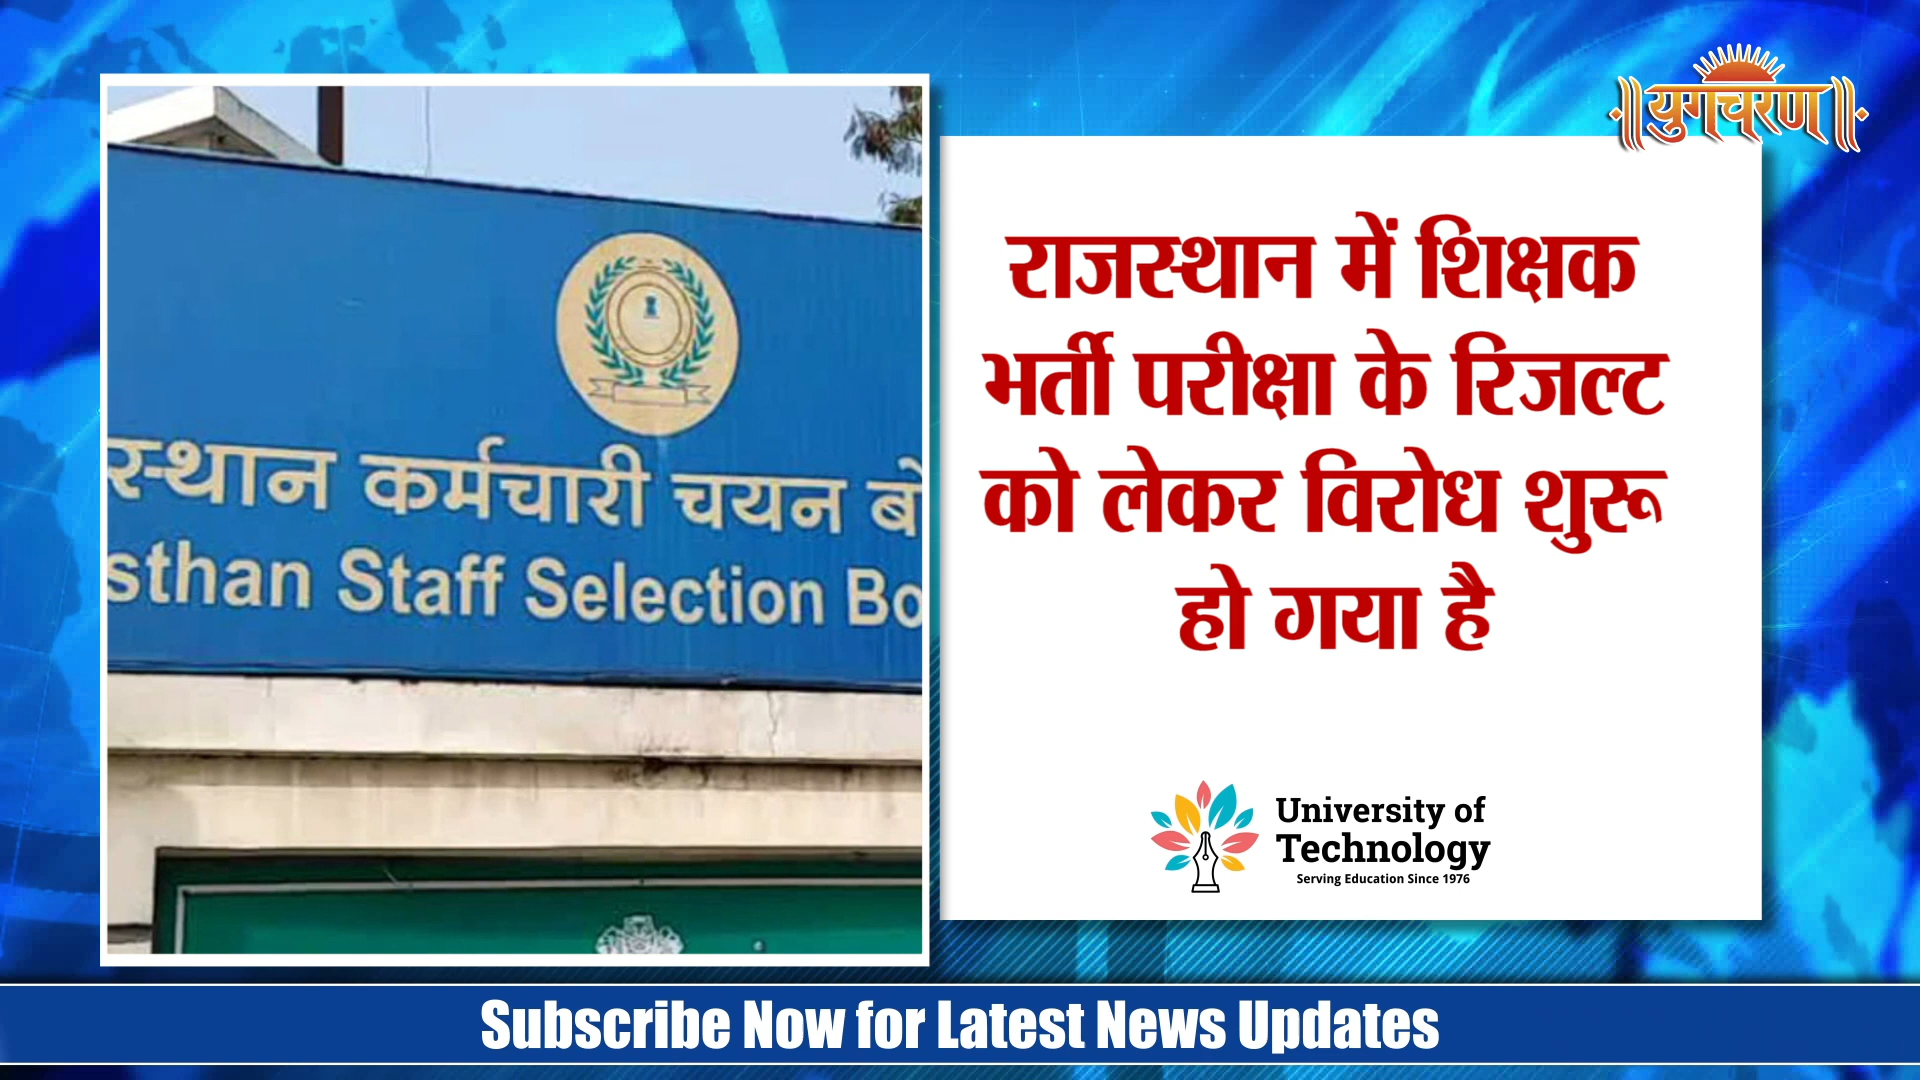 ॥युगचरण॥
स्थान कर्मचारी चयन बो
sthan Staff Selection Bo
राजस्थान में शिक्षक
भर्ती परीक्षा के रिजल्ट
को लेकर विरोध शुरू
हो गया है
University of
Technology
Serving Education Since 1976
Subscribe Now for Latest News Updates